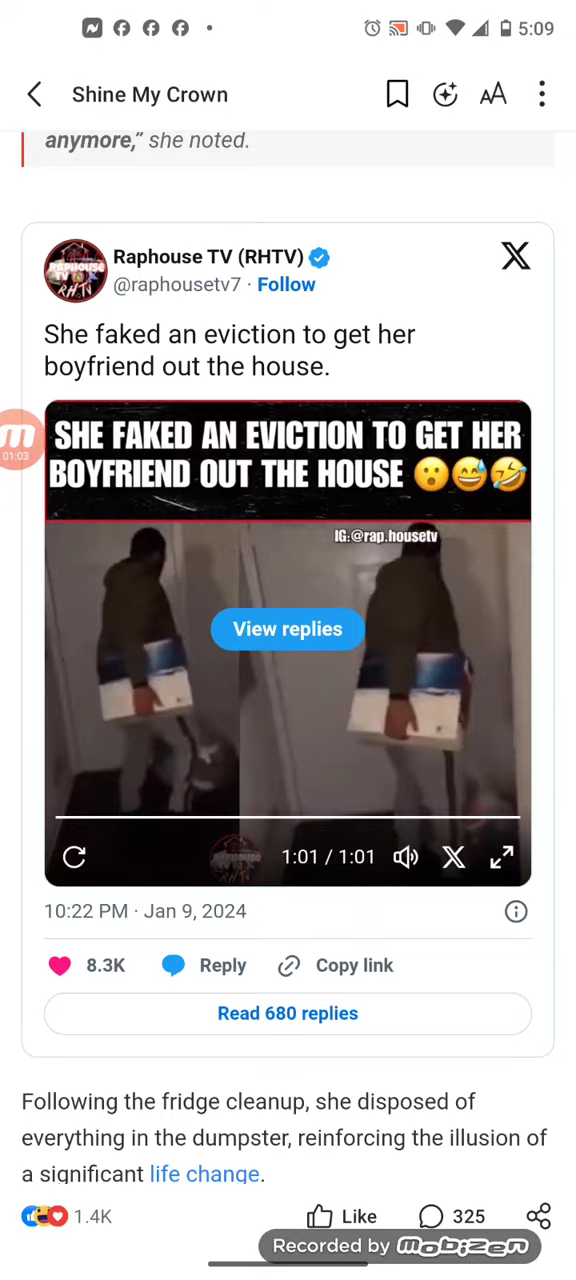 5:09
Shine My Crown
AA
anymore," she noted.
Raphouse TV (RHTV)
@raphousetv7 · Follow
She faked an eviction to get her
boyfriend out the house.
01:03
SHE FAKED AN EVICTION TO GET HER
BOYFRIEND OUT THE HOUSE 😮😅🤣
IG:@rap.housetv
View replies
1:01 / 1:01
10:22 PM · Jan 9, 2024
8.3K Reply Copy link
Read 680 replies
Following the fridge cleanup, she disposed of
everything in the dumpster, reinforcing the illusion of
a significant life change.
1.4K Like 325
Recorded by mobizen